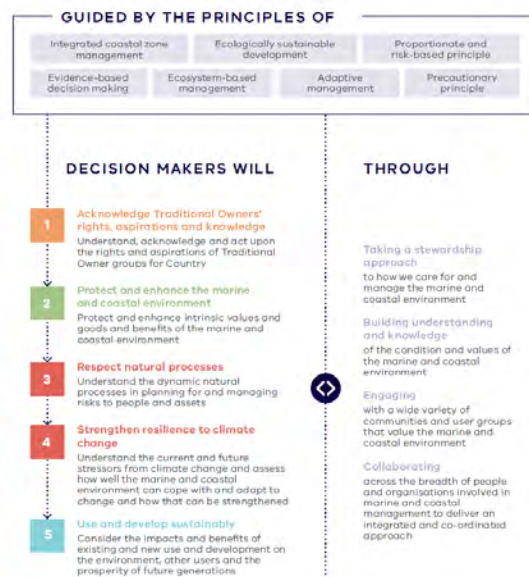 GUIDED BY THE PRINCIPLES OF
Integrated coastal zone
management
Ecologically sustainable
development
Proportionate and
risk-based principle
Evidence-based
decision making
Ecosystem-based
management
Adaptive
management
Precautionary
principle
DECISION MAKERS WILL
1
Acknowledge Traditional Owners'
rights, aspirations and knowledge
Understand, acknowledge and act upon
the rights and aspirations of Traditional
Owner groups for Country
2
Protect and enhance the marine
and coastal environment
Protect and enhance intrinsic values and
goods and benefits of the marine and
coastal environment
3
Respect natural processes
Understand the dynamic natural
processes in planning for and managing
risks to people and assets
4
Strengthen resilience to climate
change
Understand the current and future
stressors from climate change and assess
how well the marine and coastal
environment can cope with and adapt to
change and how that can be strengthened
5
Use and develop sustainably
Consider the impacts and benefits of
existing and new use and development on
the environment, other users and the
prosperity of future generations
THROUGH
Taking a stewardship
approach
to how we care for and
manage the marine and
coastal environment
Building understanding
and knowledge
of the condition and values of
the marine and coastal
environment
Engaging
with a wide variety of
communities and user groups
that value the marine and
coastal environment
Collaborating
across the breadth of people
and organisations involved in
marine and coastal
management to deliver an
integrated and co-ordinated
approach